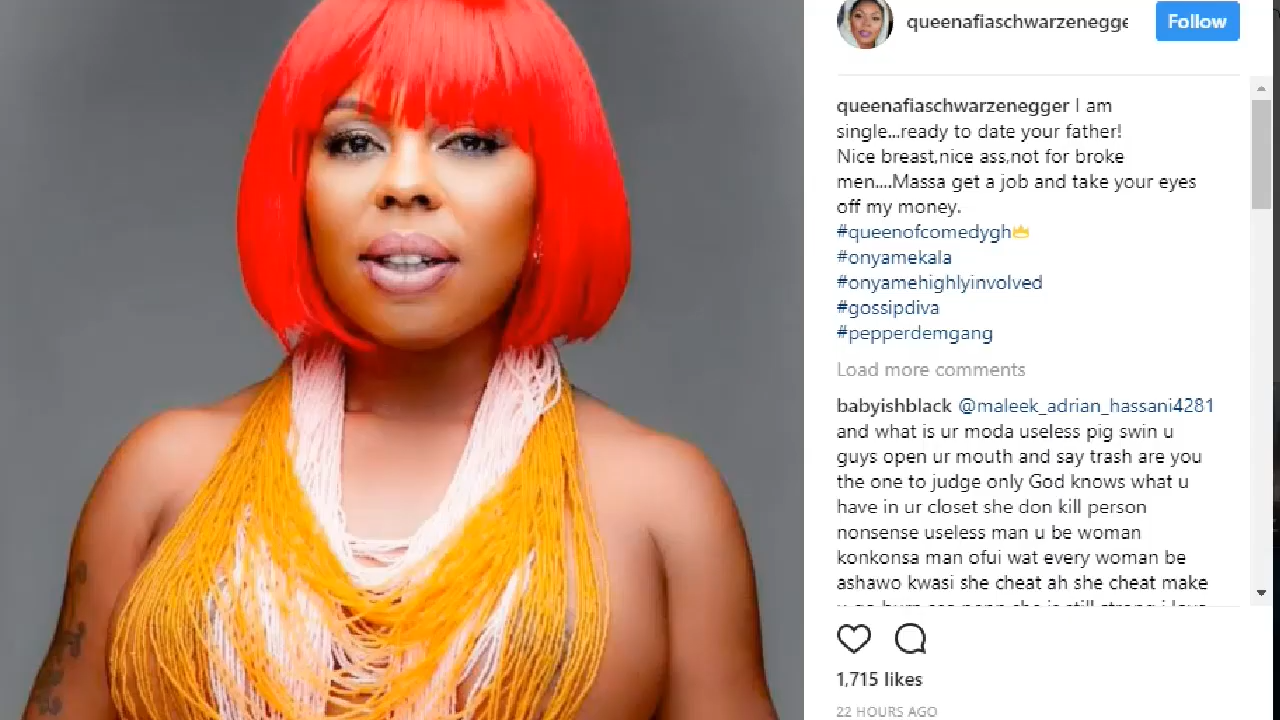 queenafiaschwarzenegge
Follow
queenafiaschwarzenegger I am
single...ready to date your father!
Nice breast,nice ass,not for broke
men....Massa get a job and take your eyes
off my money.
#queenofcomedygh
#onyamekala
#onyamehighlyinvolved
#gossipdiva
#pepperdemgang
Load more comments
babyishblack @maleek_adrian_hassani4281
and what is ur moda useless pig swin u
guys open ur mouth and say trash are you
the one to judge only God knows what u
have in ur closet she don kill person
nonsense useless man u be woman
konkonsa man ofui wat every woman be
ashawo kwasi she cheat ah she cheat make
1,715 likes
22 HOURS AGO